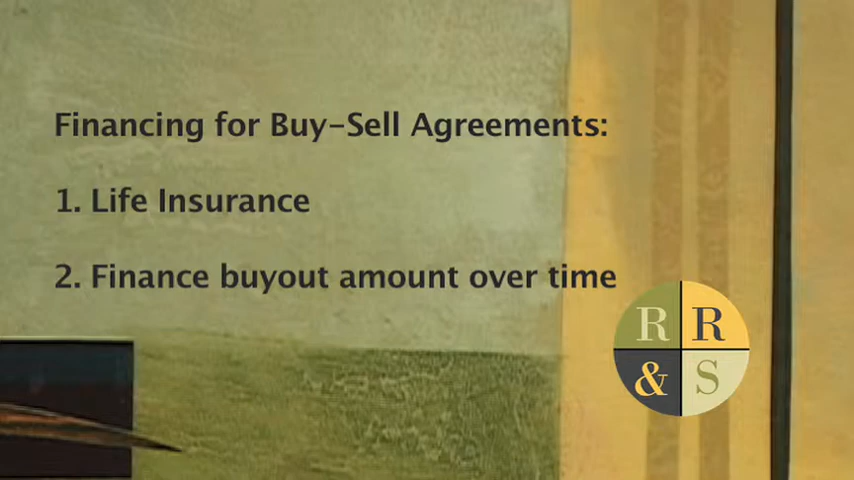 Financing for Buy-Sell Agreements:
1. Life Insurance
2. Finance buyout amount over time
R R
& S